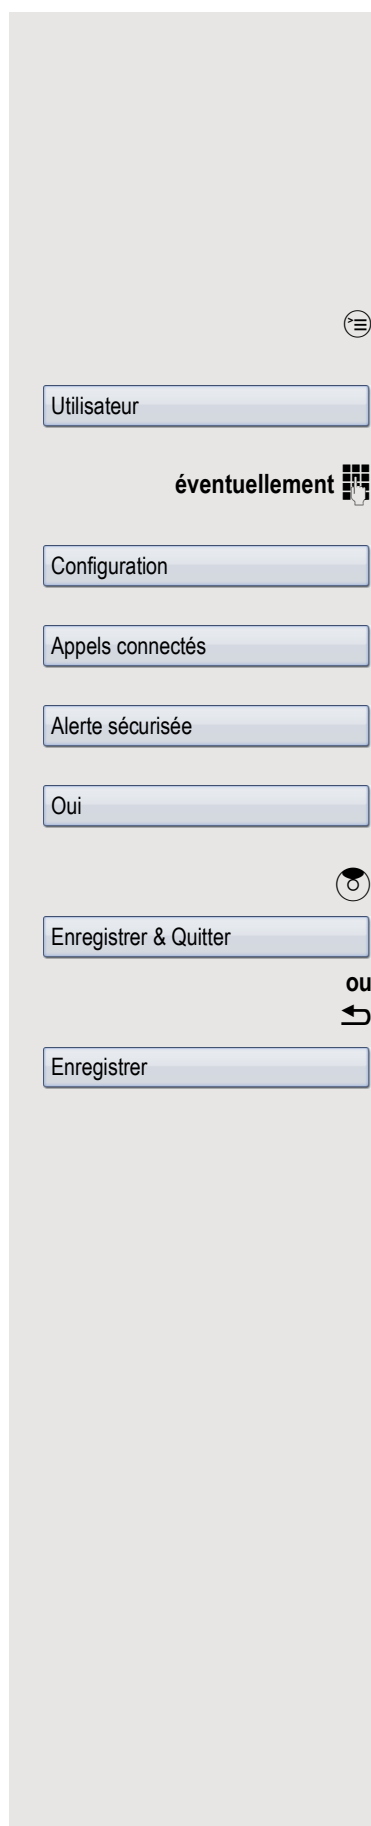 Utilisateur
éventuellement
Configuration
Appels connectés
Alerte sécurisée
Oui
Enregistrer & Quitter
ou
Enregistrer